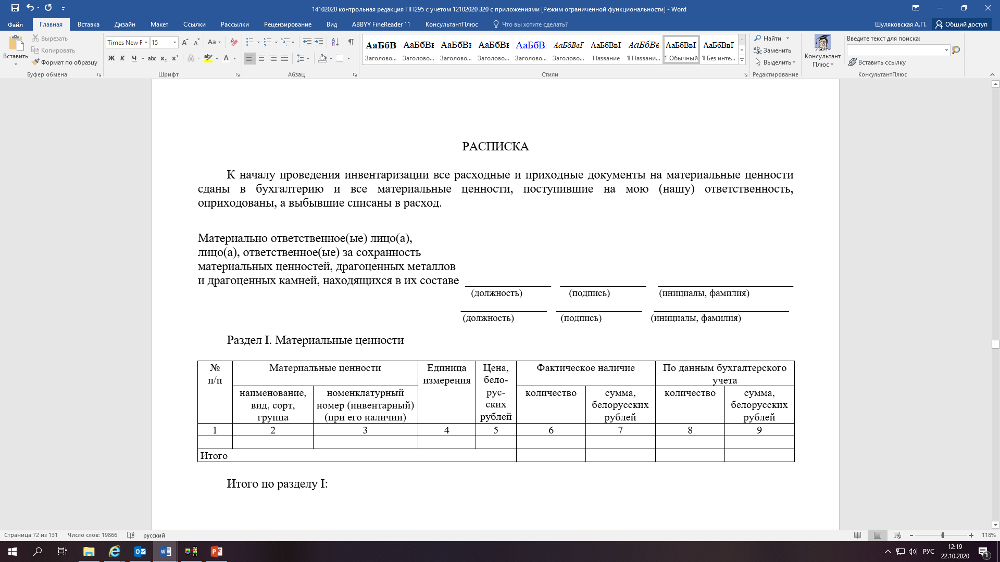 14102020 контрольная редакция ПП295 с учетом 12102020 320 с приложениями [Режим ограниченной функциональности] - Word
Файл Главная Вставка Дизайн Макет Ссылки Рассылки Рецензирование Вид ABBYY FineReader 11 КонсультантПлюс Что вы хотите сделать? Шуляковская А.П. Общий доступ
Вставить
Вырезать
Копировать
Формат по образцу
Буфер обмена
Times New R 15
Ж К Ч abc x₂ x²
Шрифт
Абзац
АаБбВ АаБбВı АаБбВı АаБбВı АаБбВ: АаБбВвІ АаБбВвІ АаБбВв АаБбВвІ АаБбВвІ
Заголово... Заголово... Заголово... Заголово... Заголово... Заголово... Название ¶ Названи... ¶ Обычный ¶ Без инте...
Стили
Найти
Заменить
Выделить
Редактирование
Консультант Плюс
Введите текст для поиска:
Вставить ссылку
КонсультантПлюс
РАСПИСКА
К началу проведения инвентаризации все расходные и приходные документы на материальные ценности
сданы в бухгалтерию и все материальные ценности, поступившие на мою (нашу) ответственность,
оприходованы, а выбывшие списаны в расход.
Материально ответственное(ые) лицо(а),
лицо(а), ответственное(ые) за сохранность
материальных ценностей, драгоценных металлов
и драгоценных камней, находящихся в их составе
(должность) (подпись) (инициалы, фамилия)
(должность) (подпись) (инициалы, фамилия)
Раздел I. Материальные ценности
№ п/п
Материальные ценности
Единица измерения
Цена, бело-рус-ских рублей
Фактическое наличие
По данным бухгалтерского учета
наименование, вид, сорт, группа
номенклатурный номер (инвентарный) (при его наличии)
количество
сумма, белорусских рублей
количество
сумма, белорусских рублей
1 2 3 4 5 6 7 8 9
Итого
Итого по разделу I:
Страница 72 из 131 Число слов: 19866 русский 118%
РУС 12:19
22.10.2020
1